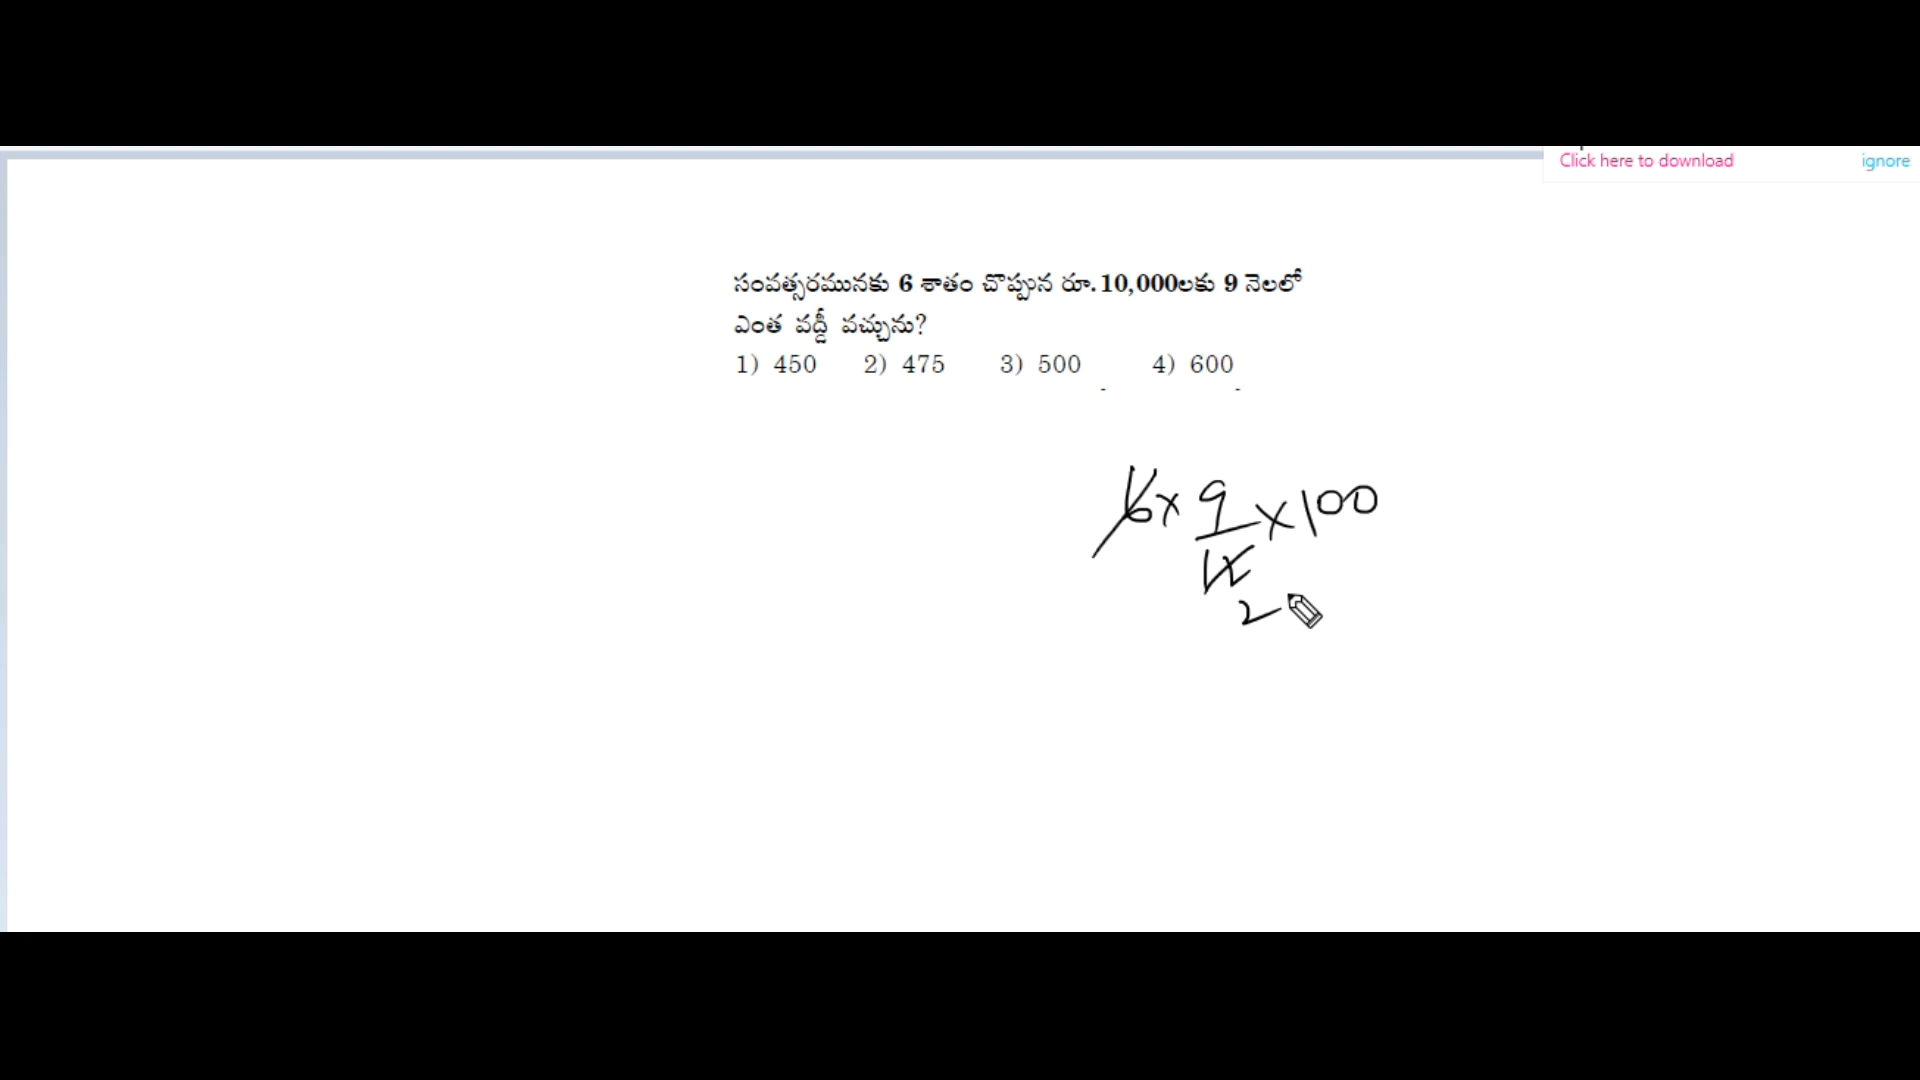 Click here to download ignore
సంవత్సరమునకు 6 శాతం చొప్పున రూ.10,000లకు 9 నెలలో
ఎంత వడ్డీ వచ్చును?
1) 450 2) 475 3) 500 4) 600
6 x 9 x 100
12
2